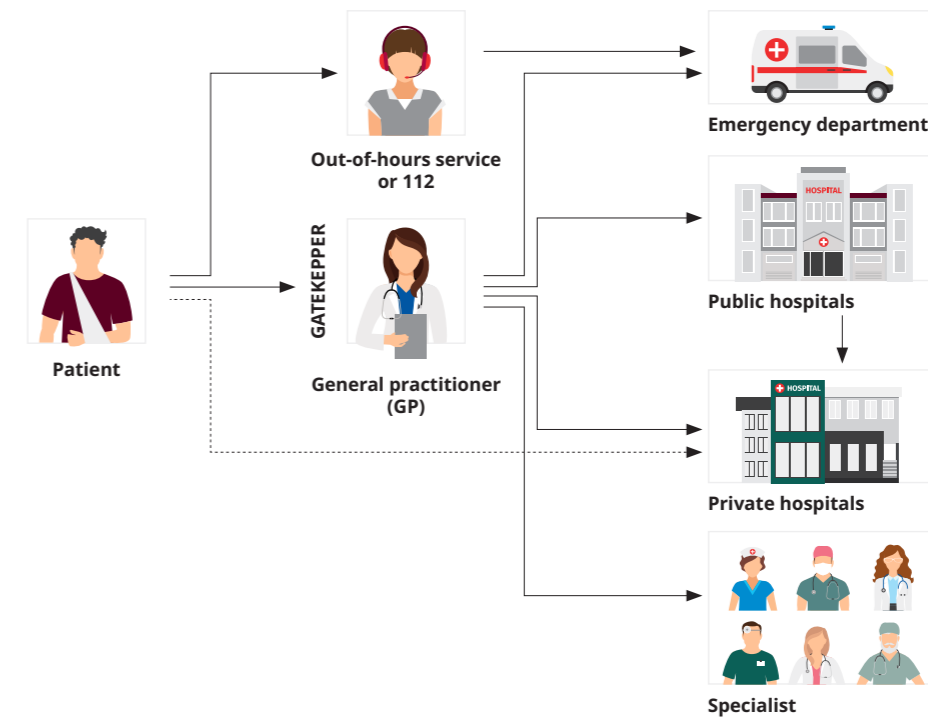 Out-of-hours service
or 112
Emergency department
HOSPITAL
Public hospitals
Patient
GATEKEPPER
General practitioner
(GP)
HOSPITAL
Private hospitals
Specialist